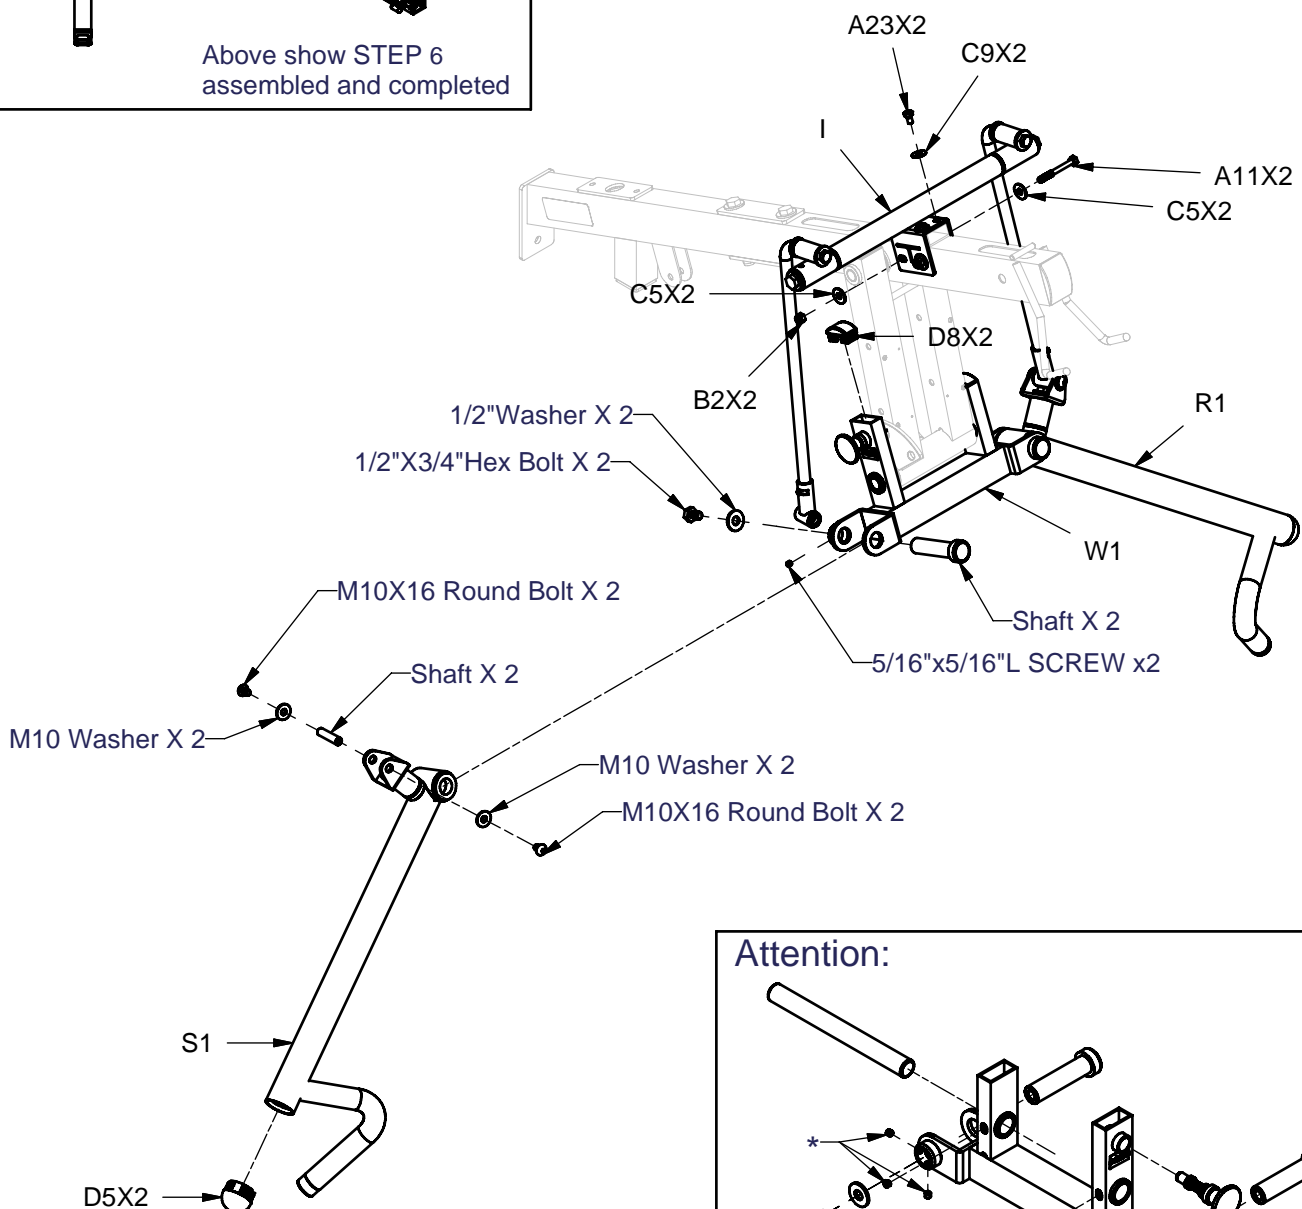 Above show STEP 6
assembled and completed
A23X2
C9X2
I
A11X2
C5X2
C5X2
D8X2
B2X2
R1
1/2"Washer X 2
1/2"X3/4"Hex Bolt X 2
W1
M10X16 Round Bolt X 2
Shaft X 2
5/16"x5/16"L SCREW x2
Shaft X 2
M10 Washer X 2
M10 Washer X 2
M10X16 Round Bolt X 2
Attention:
S1
*
D5X2